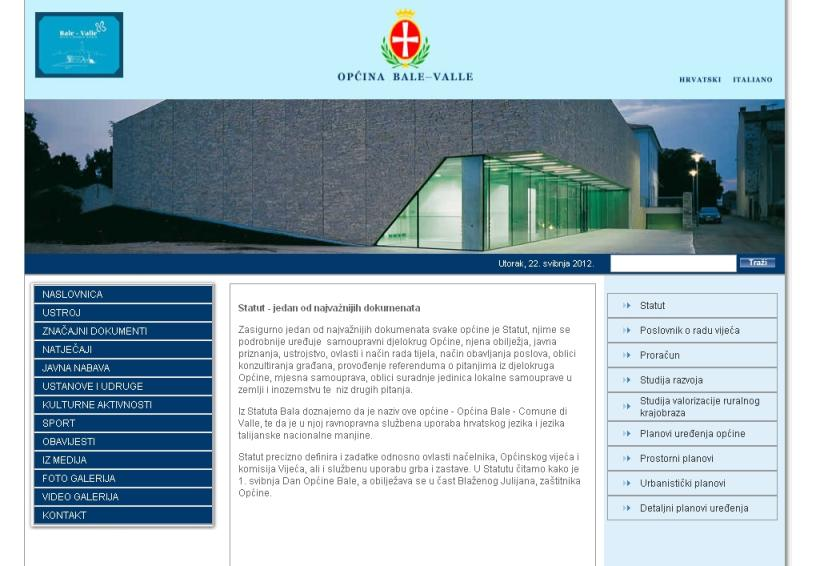 Bale - Valle
OPĆINA BALE–VALLE
HRVATSKI ITALIANO
Utorak, 22. svibnja 2012.
Traži
NASLOVNICA
USTROJ
ZNAČAJNI DOKUMENTI
NATJEČAJI
JAVNA NABAVA
USTANOVE I UDRUGE
KULTURNE AKTIVNOSTI
SPORT
OBAVIJESTI
IZ MEDIJA
FOTO GALERIJA
VIDEO GALERIJA
KONTAKT
Statut - jedan od najvažnijih dokumenata
Zasigurno jedan od najvažnijih dokumenata svake općine je Statut, njime se
podrobnije uređuje samoupravni djelokrug Općine, njena obilježja, javna
priznanja, ustrojstvo, ovlasti i način rada tijela, način obavljanja poslova, oblici
konzultiranja građana, provođenje referenduma o pitanjima iz djelokruga
Općine, mjesna samouprava, oblici suradnje jedinica lokalne samouprave u
zemlji i inozemstvu te niz drugih pitanja.
Iz Statuta Bala doznajemo da je naziv ove općine - Općina Bale - Comune di
Valle, te da je u njoj ravnopravna službena uporaba hrvatskog jezika i jezika
talijanske nacionalne manjine.
Statut precizno definira i zadatke odnosno ovlasti načelnika, Općinskog vijeća i
komisija Vijeća, ali i službenu uporabu grba i zastave. U Statutu čitamo kako je
1. svibnja Dan Općine Bale, a obilježava se u čast Blaženog Julijana, zaštitnika
Općine.
Statut
Poslovnik o radu vijeća
Proračun
Studija razvoja
Studija valorizacije ruralnog
krajobraza
Planovi uređenja općine
Prostorni planovi
Urbanistički planovi
Detaljni planovi uređenja